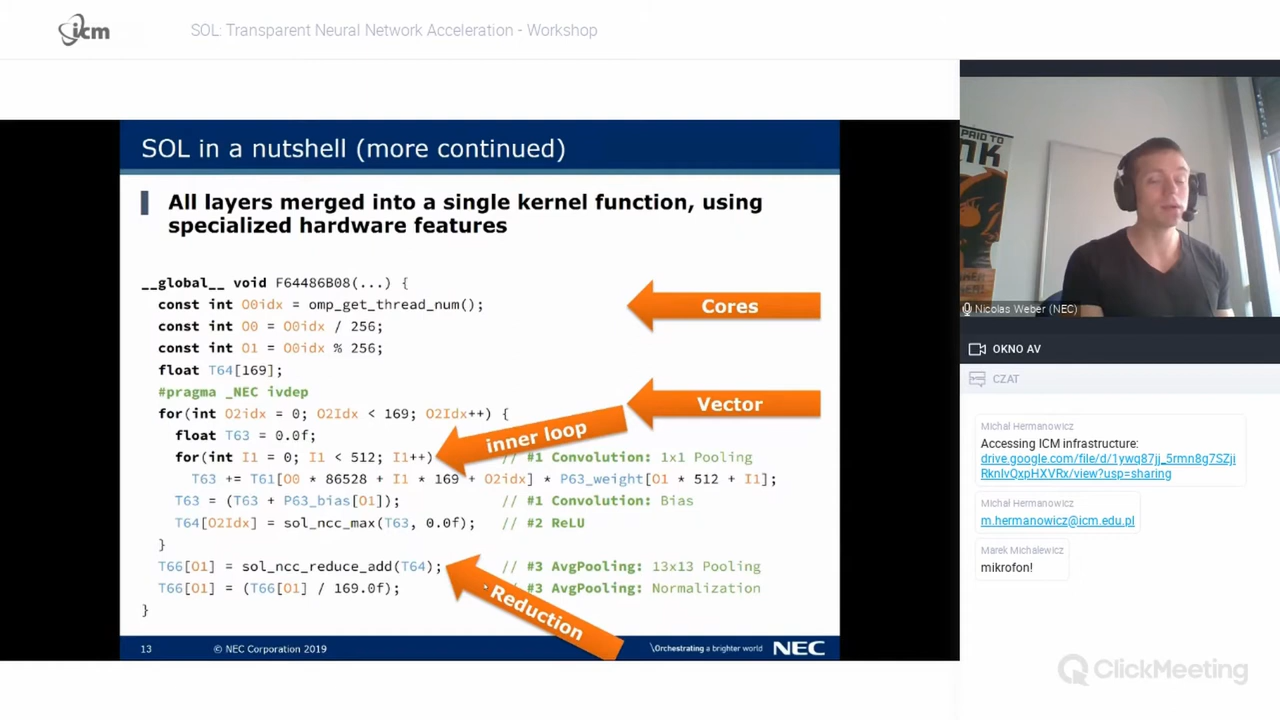 icm
SOL: Transparent Neural Network Acceleration - Workshop
SOL in a nutshell (more continued)
All layers merged into a single kernel function, using
specialized hardware features
__global__ void F64486B08(...) {
const int O0idx = omp_get_thread_num();
const int O0 = O0idx / 256;
const int O1 = O0idx % 256;
float T64[169];
#pragma _NEC ivdep
for(int O2idx = 0; O2Idx < 169; O2Idx++) {
float T63 = 0.0f;
for(int I1 = 0; I1 < 512; I1++) // #1 Convolution: 1x1 Pooling
T63 += T61[O0 * 86528 + I1 * 169 + O2idx] * P63_weight[O1 * 512 + I1];
T63 = (T63 + P63_bias[O1]); // #1 Convolution: Bias
T64[O2Idx] = sol_ncc_max(T63, 0.0f); // #2 ReLU
}
T66[O1] = sol_ncc_reduce_add(T64); // #3 AvgPooling: 13x13 Pooling
T66[O1] = (T66[O1] / 169.0f); // #3 AvgPooling: Normalization
}
Cores
Vector
inner loop
Reduction
13 © NEC Corporation 2019 \Orchestrating a brighter world NEC
PAID TO
Nicolas Weber (NEC)
OKNO AV
CZAT
Michał Hermanowicz
Accessing ICM infrastructure:
drive.google.com/file/d/1ywq87jj_5rmn8g7SZji
RknIvQxpHXVRx/view?usp=sharing
Michał Hermanowicz
m.hermanowicz@icm.edu.pl
Marek Michalewicz
mikrofon!
ClickMeeting